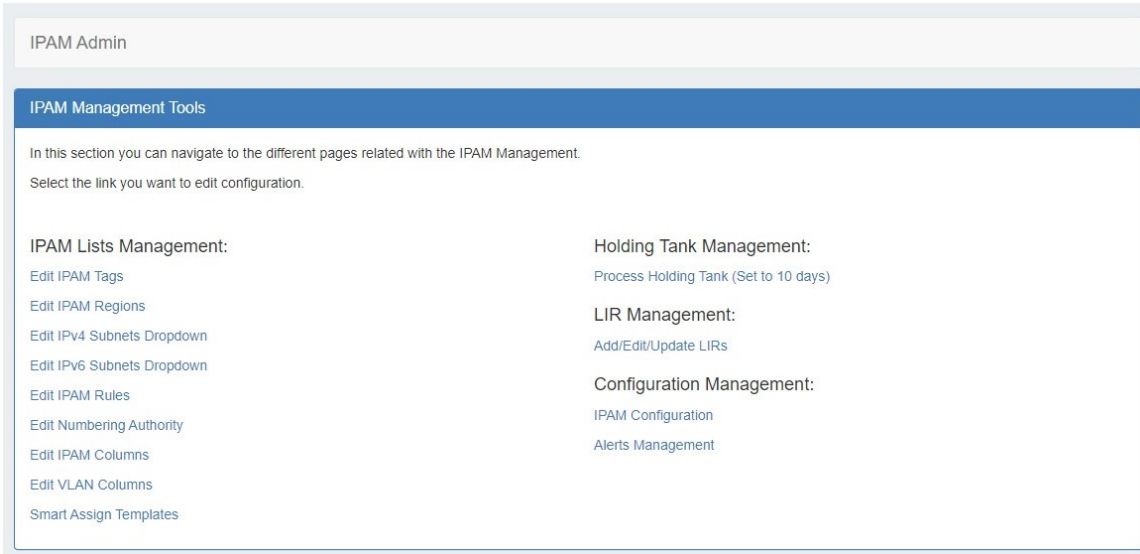 IPAM Admin
IPAM Management Tools
In this section you can navigate to the different pages related with the IPAM Management.
Select the link you want to edit configuration.
IPAM Lists Management:
Edit IPAM Tags
Edit IPAM Regions
Edit IPv4 Subnets Dropdown
Edit IPv6 Subnets Dropdown
Edit IPAM Rules
Edit Numbering Authority
Edit IPAM Columns
Edit VLAN Columns
Smart Assign Templates
Holding Tank Management:
Process Holding Tank (Set to 10 days)
LIR Management:
Add/Edit/Update LIRs
Configuration Management:
IPAM Configuration
Alerts Management